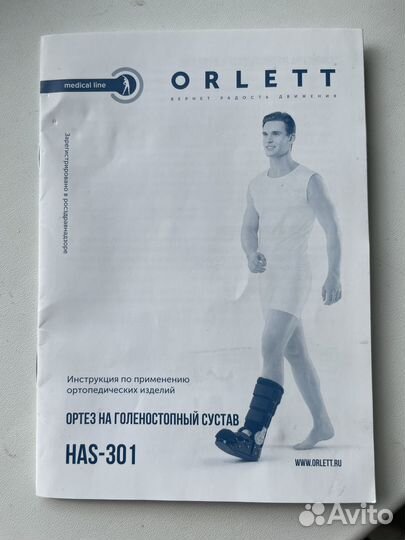 medical line
ORLETT
ВЕРНЕТ РАДОСТЬ ДВИЖЕНИЯ
Зарегистрировано в росздравнадзоре
Инструкция по применению
ортопедических изделий
ОРТЕЗ НА ГОЛЕНОСТОПНЫЙ СУСТАВ
HAS-301
WWW.ORLETT.RU
Avito